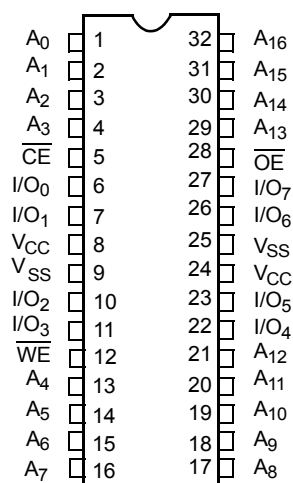 A0 1 32 A16
A1 2 31 A15
A2 3 30 A14
A3 4 29 A13
C̅E̅ 5 28 O̅E̅
I/O0 6 27 I/O7
I/O1 7 26 I/O6
VCC 8 25 VSS
VSS 9 24 VCC
I/O2 10 23 I/O5
I/O3 11 22 I/O4
W̅E̅ 12 21 A12
A4 13 20 A11
A5 14 19 A10
A6 15 18 A9
A7 16 17 A8